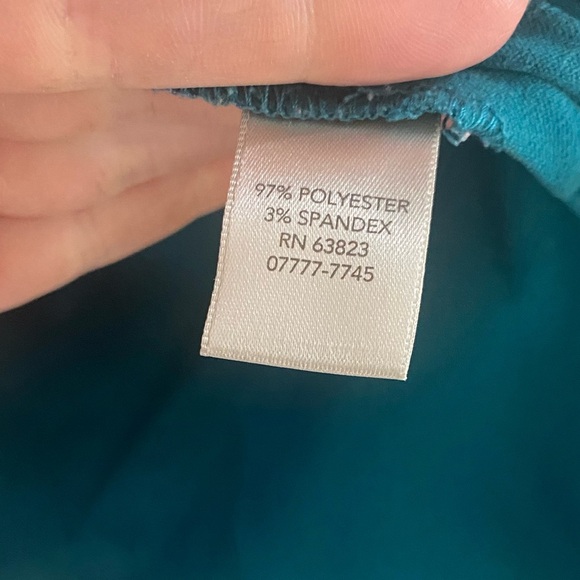 97% POLYESTER
3% SPANDEX
RN 63823
07777-7745